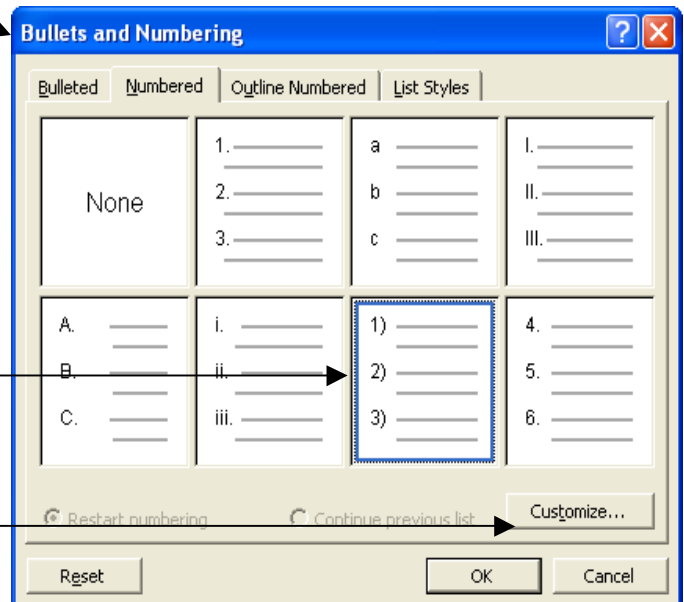 Bullets and Numbering
Bulleted Numbered Outline Numbered List Styles
None
1.
2.
3.
a
b
c
I.
II.
III.
A.
B.
C.
i.
ii.
iii.
1)
2)
3)
4.
5.
6.
Restart numbering Continue previous list Customize...
Reset OK Cancel